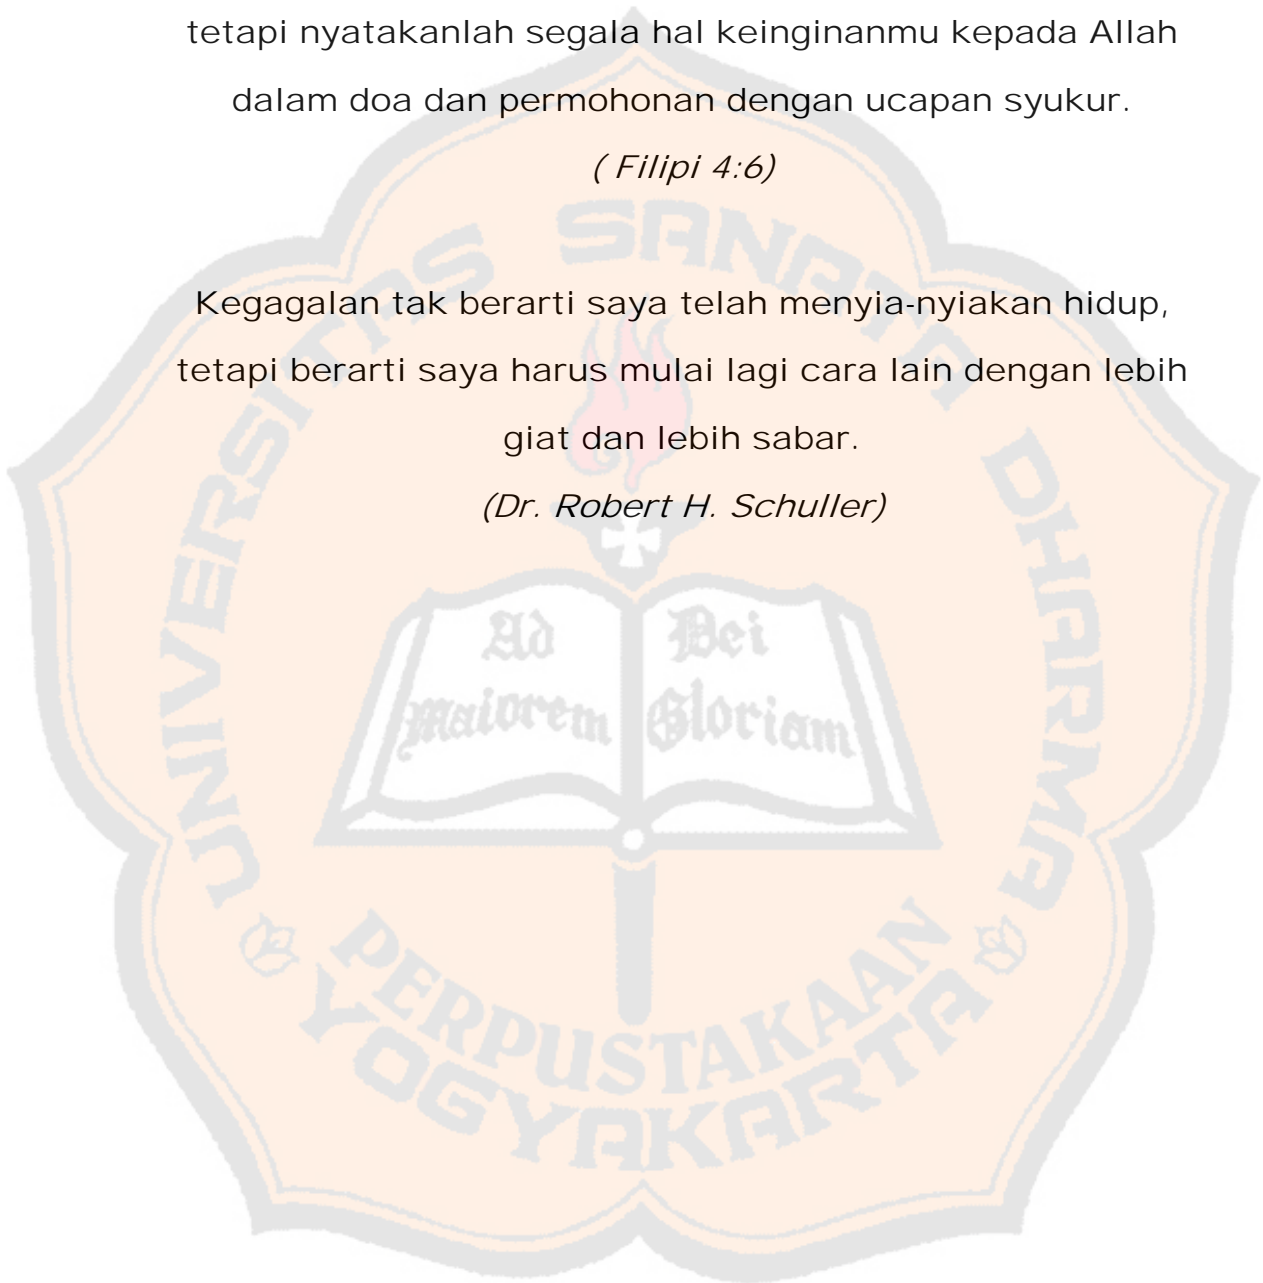 tetapi nyatakanlah segala hal keinginanmu kepada Allah
dalam doa dan permohonan dengan ucapan syukur.
( Filipi 4:6)
Kegagalan tak berarti saya telah menyia-nyiakan hidup,
tetapi berarti saya harus mulai lagi cara lain dengan lebih
giat dan lebih sabar.
(Dr. Robert H. Schuller)
UNIVERSITAS SANATA DHARMA
Ad Dei
maiorem Gloriam
PERPUSTAKAAN
YOGYAKARTA